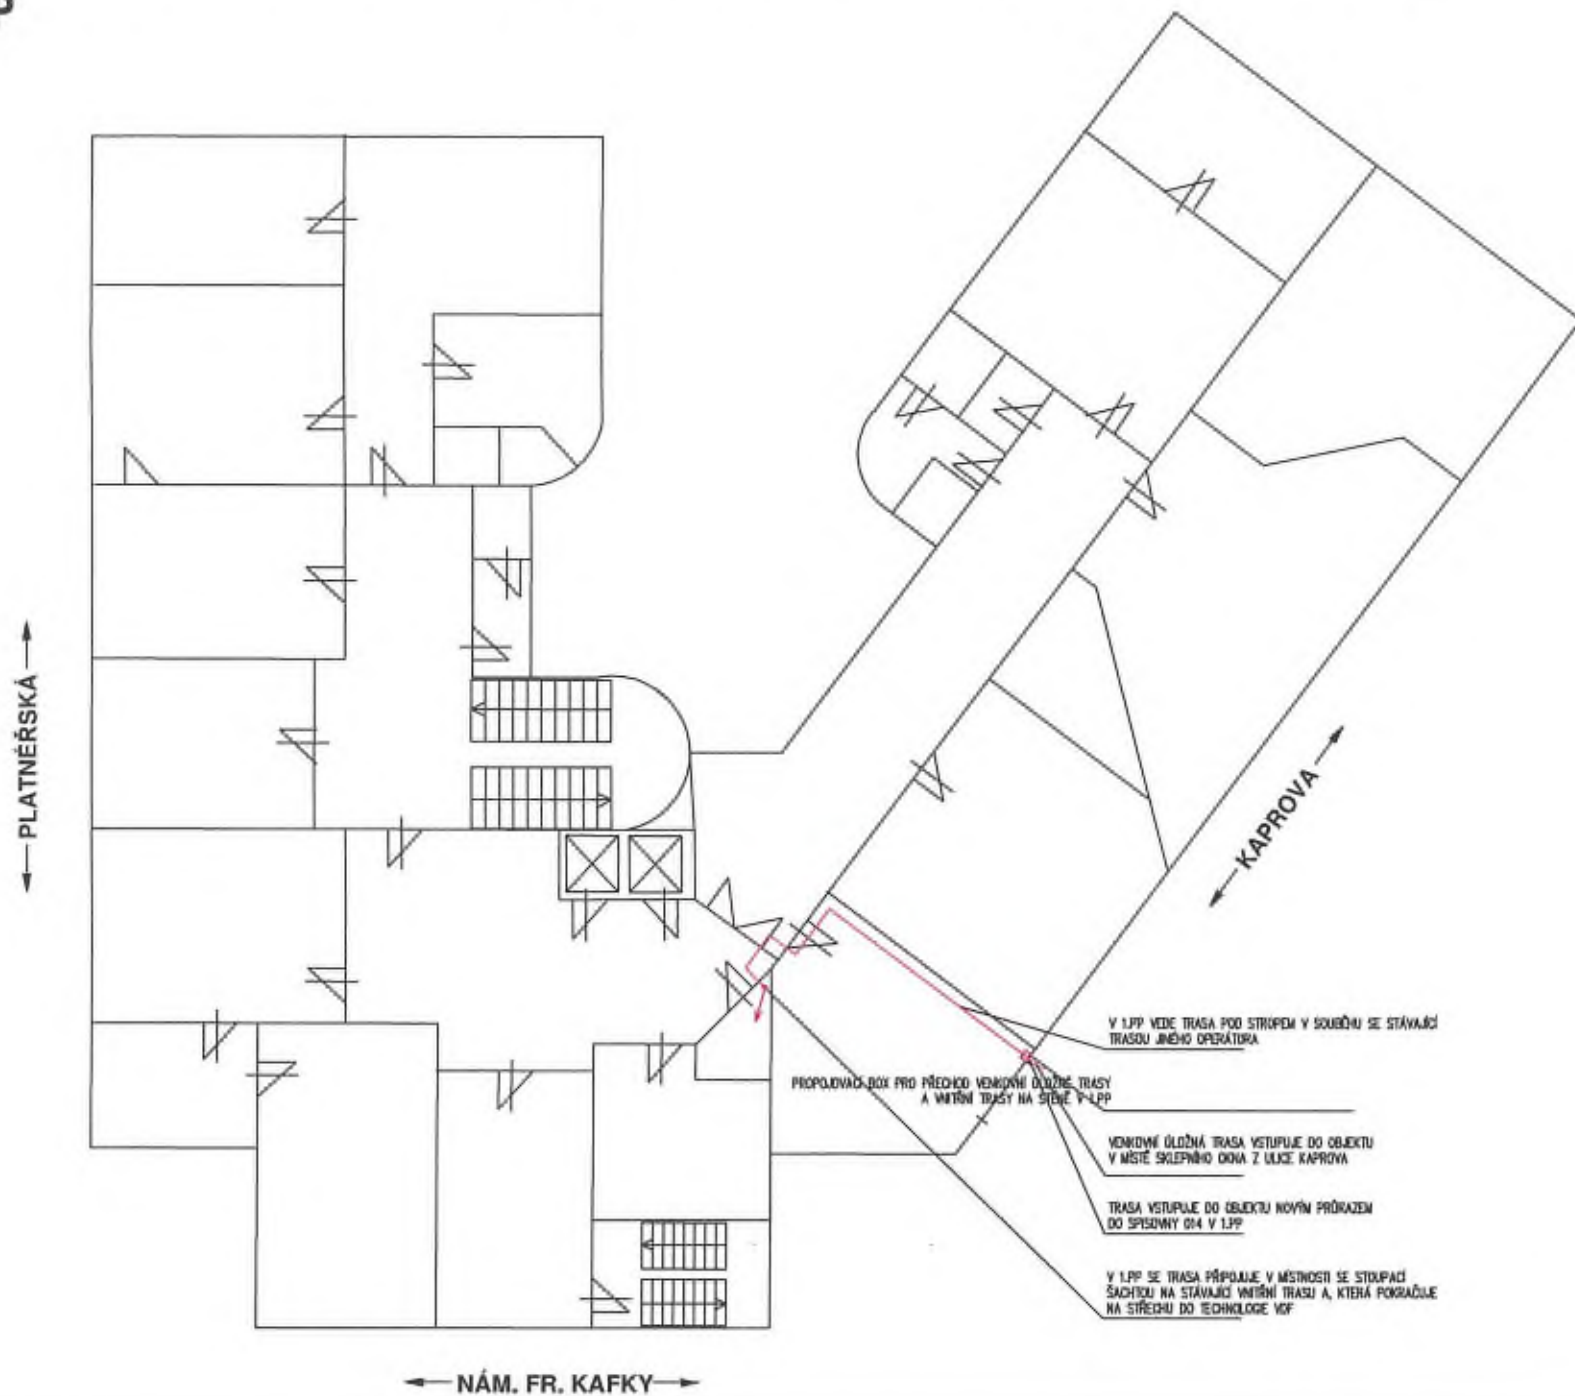 PLATNÉŘSKÁ
KAPROVA
V 1.PP VEDE TRASA POD STROPEM V SOUBĚHU SE STÁVAJÍCÍ
TRASOU JINÉHO OPERÁTORA
PROPOJOVACÍ BOX PRO PŘECHOD VENKOVNÍ ÚLOŽNÉ TRASY
A VNITŘNÍ TRASY NA STĚNĚ V 1.PP
VENKOVNÍ ÚLOŽNÁ TRASA VSTUPUJE DO OBJEKTU
V MÍSTĚ SKLEPNÍHO OKNA Z ULICE KAPROVA
TRASA VSTUPUJE DO OBJEKTU NOVÝM PRŮRAZEM
DO SPISOVNY 014 V 1.PP
V 1.PP SE TRASA PŘIPOJUJE V MÍSTNOSTI SE STOUPACÍ
ŠACHTOU NA STÁVAJÍCÍ VNITŘNÍ TRASU A, KTERÁ POKRAČUJE
NA STŘECHU DO TECHNOLOGIE VDF
NÁM. FR. KAFKY